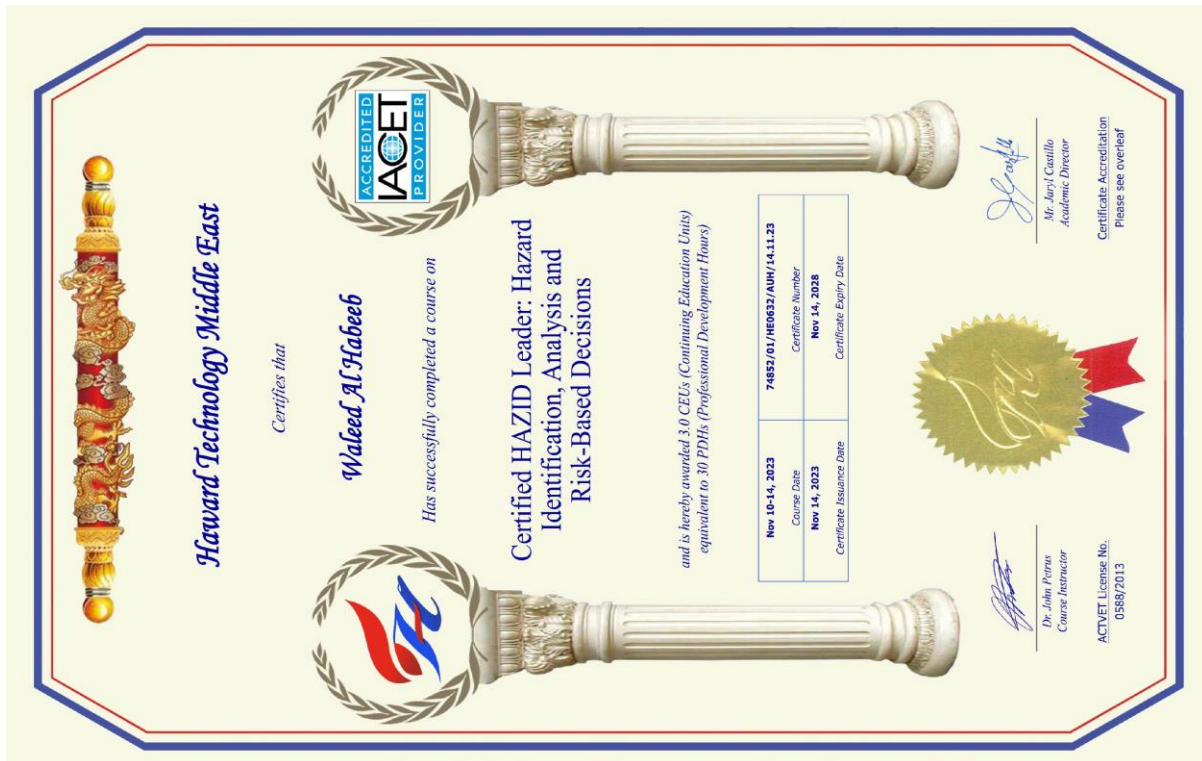 Haward Technology Middle East
Certifies that
Waleed Al Habeeb
ACCREDITED
IACET
PROVIDER
Has successfully completed a course on
Certified HAZID Leader: Hazard
Identification, Analysis and
Risk-Based Decisions
and is hereby awarded 3.0 CEUs (Continuing Education Units)
equivalent to 30 PDHs (Professional Development Hours)
Nov 10-14, 2023
74852/01/HE0632/AUH/14.11.23
Course Date
Certificate Number
Nov 14, 2023
Nov 14, 2028
Certificate Issuance Date
Certificate Expiry Date
Dr. John Petrus
Course Instructor
Mr. Jaryl Castillo
Academic Director
ACTVET License No.
0588/2013
Certificate Accreditation
Please see overleaf